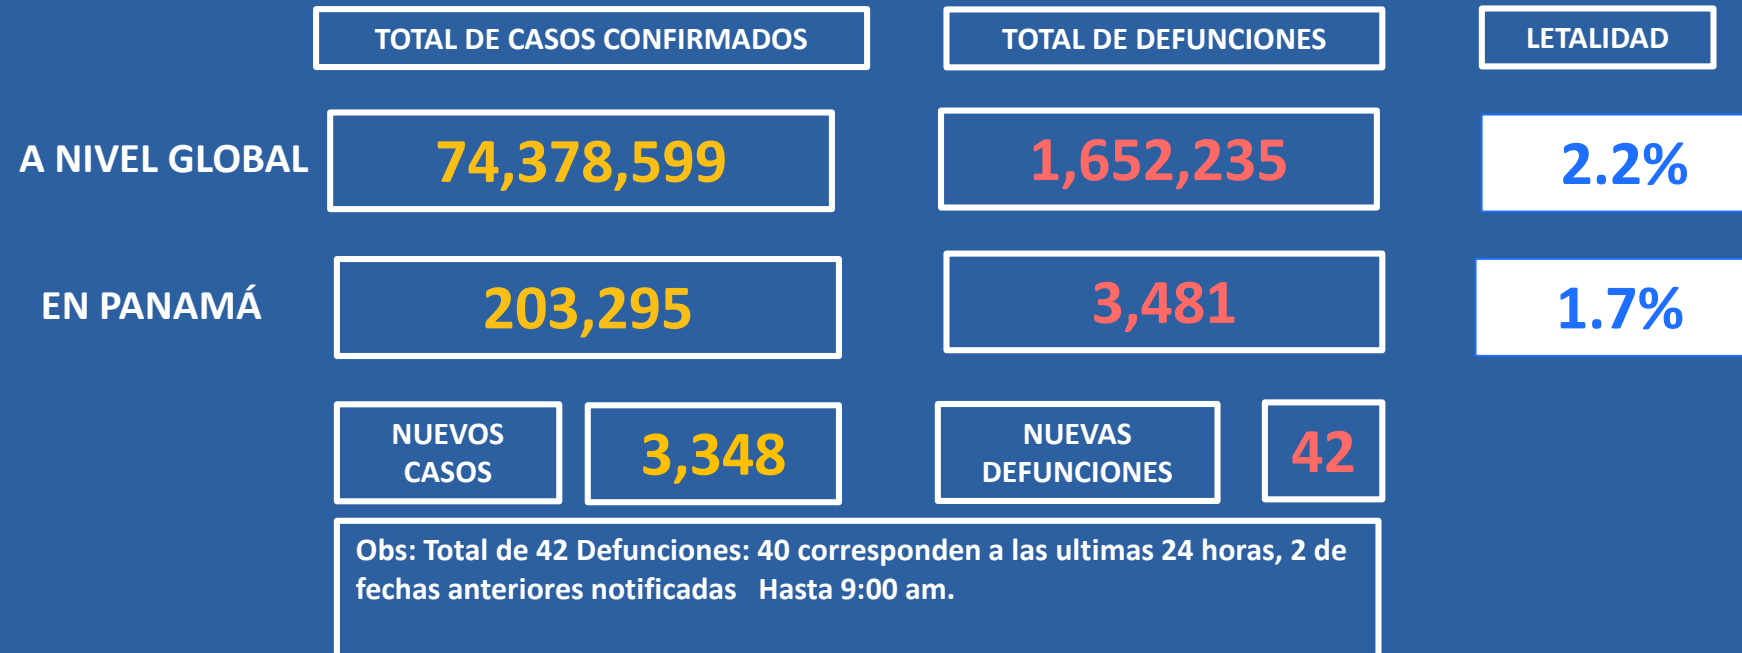 TOTAL DE CASOS CONFIRMADOS
TOTAL DE DEFUNCIONES
LETALIDAD
A NIVEL GLOBAL
74,378,599
1,652,235
2.2%
EN PANAMÁ
203,295
3,481
1.7%
NUEVOS
CASOS
3,348
NUEVAS
DEFUNCIONES
42
Obs: Total de 42 Defunciones: 40 corresponden a las ultimas 24 horas, 2 de
fechas anteriores notificadas   Hasta 9:00 am.